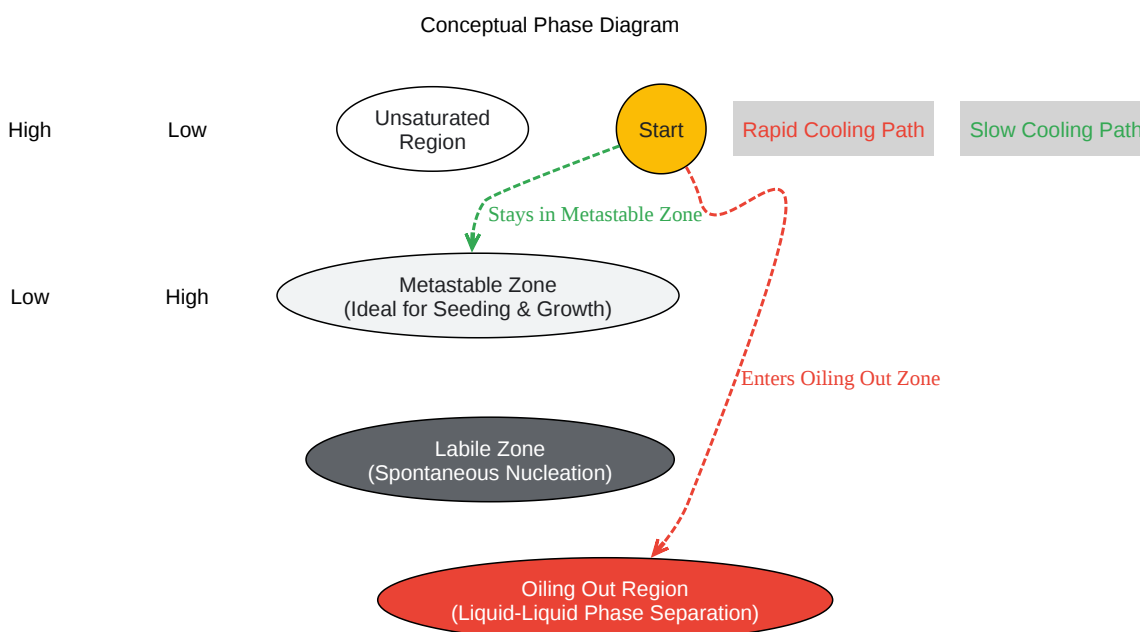 Conceptual Phase Diagram
High
Low
Unsaturated
Region
Start
Rapid Cooling Path
Slow Cooling Path
Stays in Metastable Zone
Low
High
Metastable Zone
(Ideal for Seeding & Growth)
Enters Oiling Out Zone
Labile Zone
(Spontaneous Nucleation)
Oiling Out Region
(Liquid-Liquid Phase Separation)